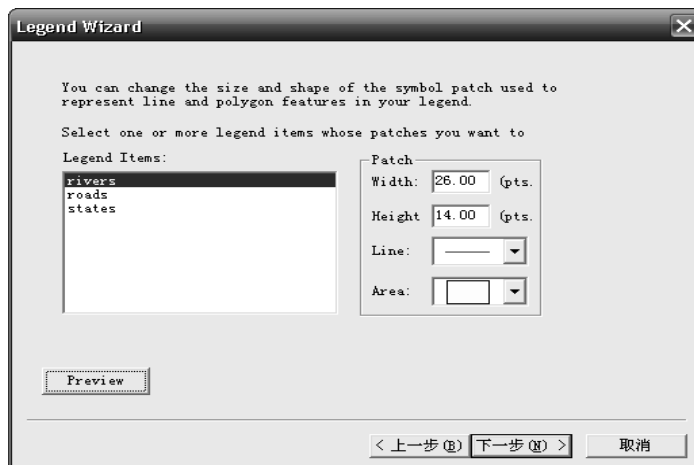 Legend Wizard
You can change the size and shape of the symbol patch used to
represent line and polygon features in your legend.
Select one or more legend items whose patches you want to
Legend Items:
rivers
roads
states
Patch
Width: 26.00 (pts.
Height 14.00 (pts.
Line:
Area:
Preview
< 上一步(B) 下一步(N) > 取消